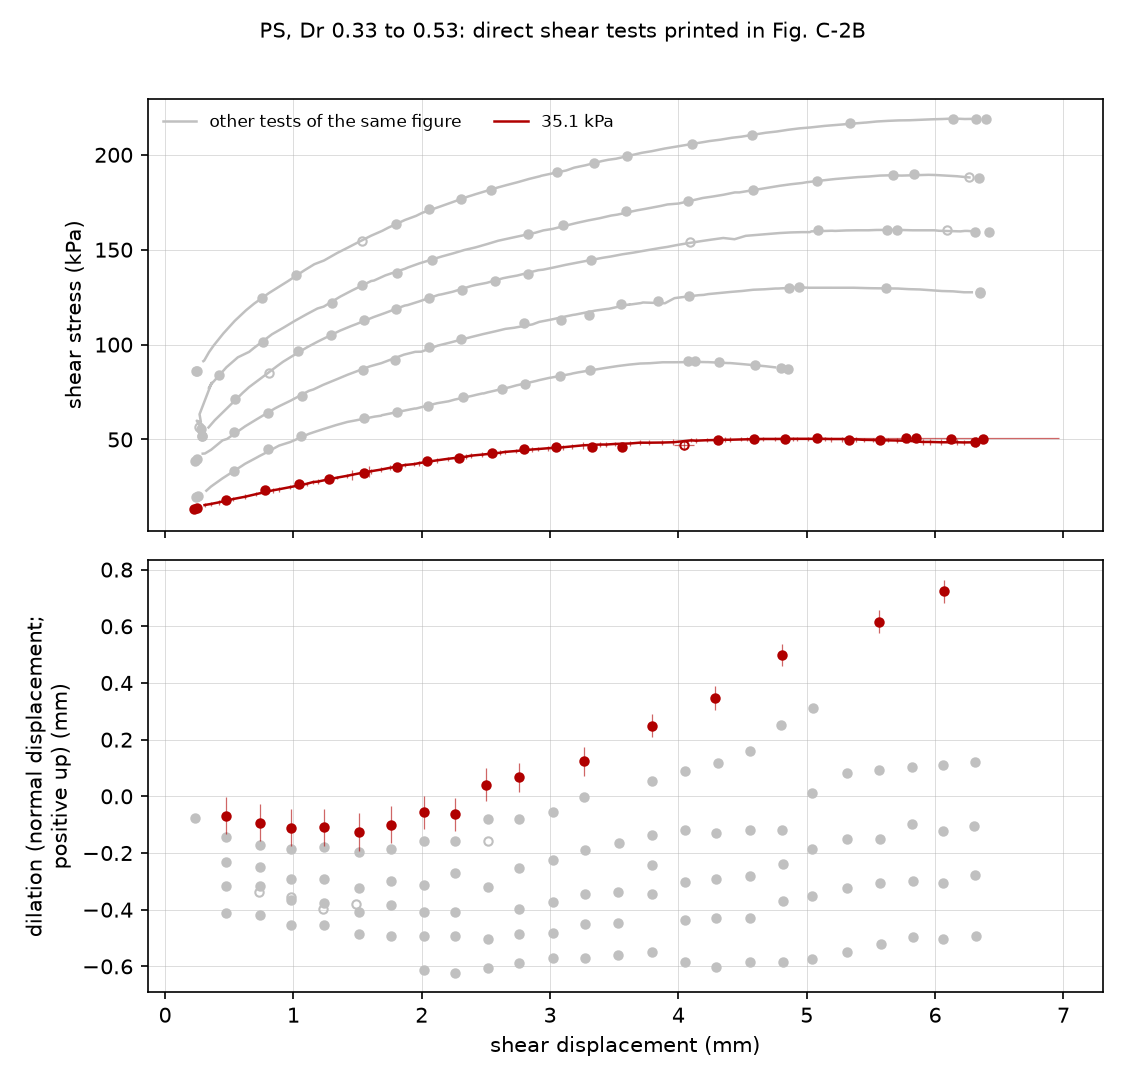 PS, Dr 0.33 to 0.53: direct shear tests printed in Fig. C-2B
other tests of the same figure
35.1 kPa
shear stress (kPa)
200
150
100
50
dilation (normal displacement;
positive up) (mm)
0.8
0.6
0.4
0.2
0.0
−0.2
−0.4
−0.6
0 1 2 3 4 5 6 7
shear displacement (mm)